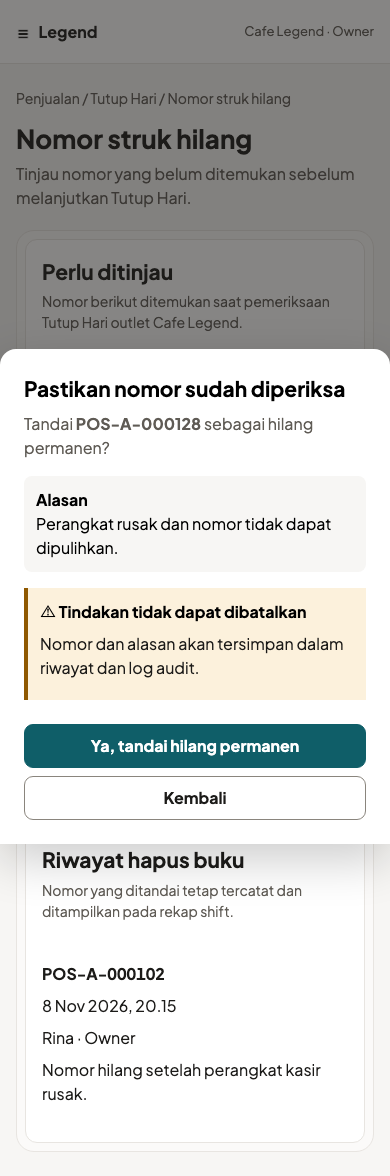 ≡ Legend
Cafe Legend · Owner
Penjualan / Tutup Hari / Nomor struk hilang
Nomor struk hilang
Tinjau nomor yang belum ditemukan sebelum
melanjutkan Tutup Hari.
Perlu ditinjau
Nomor berikut ditemukan saat pemeriksaan
Tutup Hari outlet Cafe Legend.
Pastikan nomor sudah diperiksa
Tandai POS-A-000128 sebagai hilang
permanen?
Alasan
Perangkat rusak dan nomor tidak dapat
dipulihkan.
⚠ Tindakan tidak dapat dibatalkan
Nomor dan alasan akan tersimpan dalam
riwayat dan log audit.
Ya, tandai hilang permanen
Kembali
Riwayat hapus buku
Nomor yang ditandai tetap tercatat dan
ditampilkan pada rekap shift.
POS-A-000102
8 Nov 2026, 20.15
Rina · Owner
Nomor hilang setelah perangkat kasir
rusak.